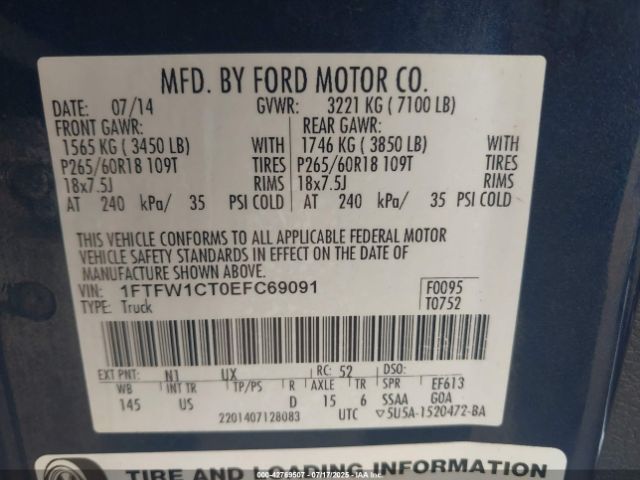 MFD. BY FORD MOTOR CO.
DATE: 07/14 GVWR: 3221 KG ( 7100 LB)
FRONT GAWR: REAR GAWR:
1565 KG ( 3450 LB) WITH 1746 KG ( 3850 LB) WITH
P265/60R18 109T TIRES P265/60R18 109T TIRES
18x7.5J RIMS 18x7.5J RIMS
AT 240 kPa/ 35 PSI COLD AT 240 kPa/ 35 PSI COLD
THIS VEHICLE CONFORMS TO ALL APPLICABLE FEDERAL MOTOR
VEHICLE SAFETY STANDARDS IN EFFECT ON THE DATE OF
MANUFACTURE SHOWN ABOVE.
VIN: 1FTFW1CT0EFC69091 F0095
TYPE: Truck T0752
EXT PNT: N1 UX RC: 52 DSO:
WB INT TR TP/PS R AXLE TR SPR EF613
145 US D 15 6 SSAA GOA
2201407128083 UTC 5U5A-1520472-BA
TIRE AND LOADING INFORMATION
000-42769507 - 07/17/2025 - IAAI.COM